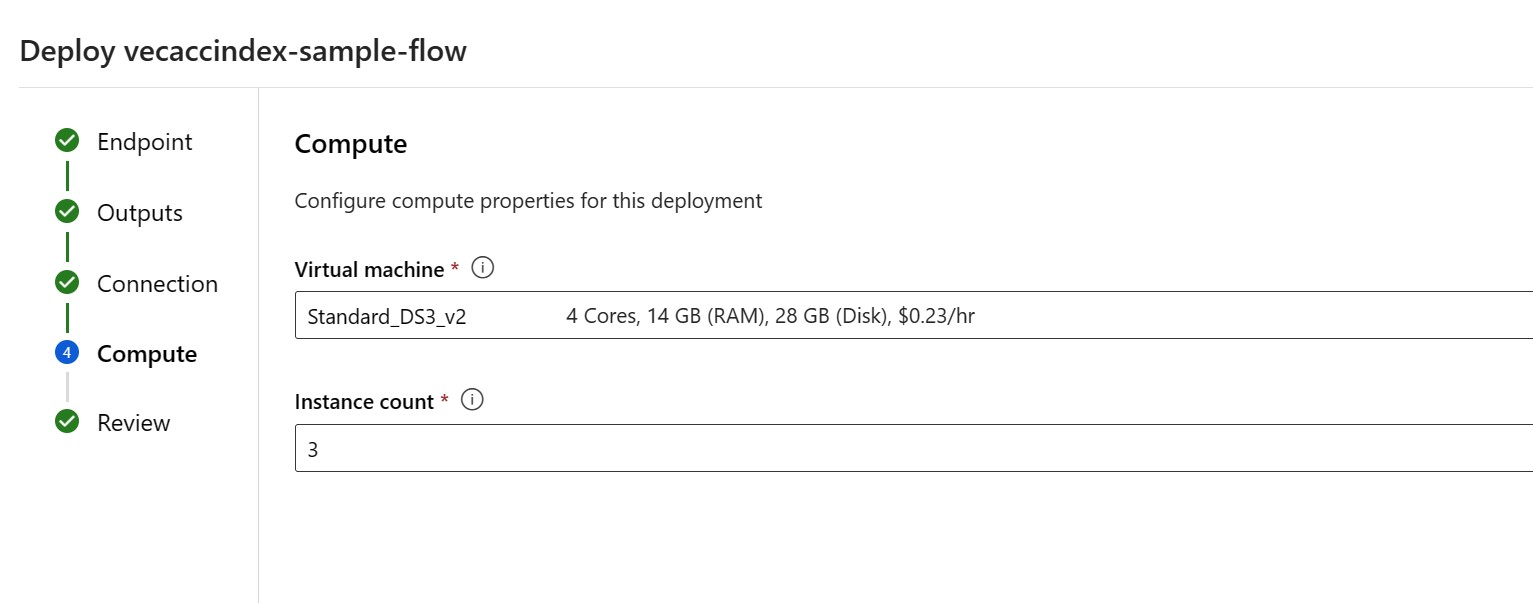 Deploy vecaccindex-sample-flow
Endpoint
Outputs
Connection
4 Compute
Review
Compute
Configure compute properties for this deployment
Virtual machine * i
Standard_DS3_v2 4 Cores, 14 GB (RAM), 28 GB (Disk), $0.23/hr
Instance count * i
3